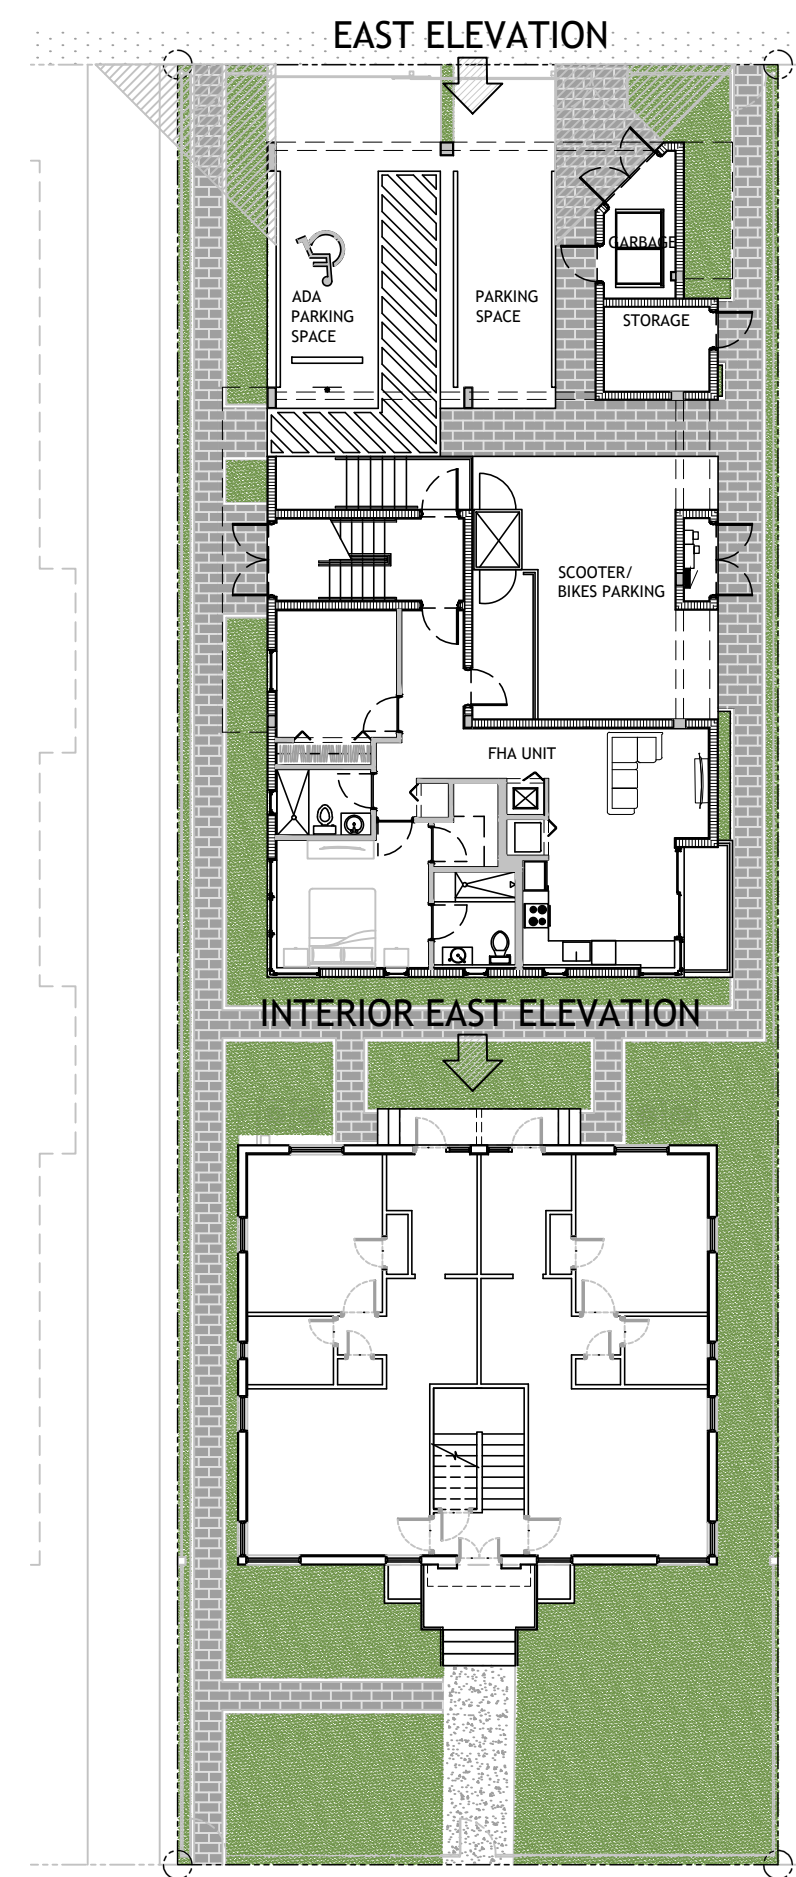 EAST ELEVATION
GARBAGE
ADA
PARKING
SPACE
PARKING
SPACE
STORAGE
SCOOTER/
BIKES PARKING
FHA UNIT
INTERIOR EAST ELEVATION